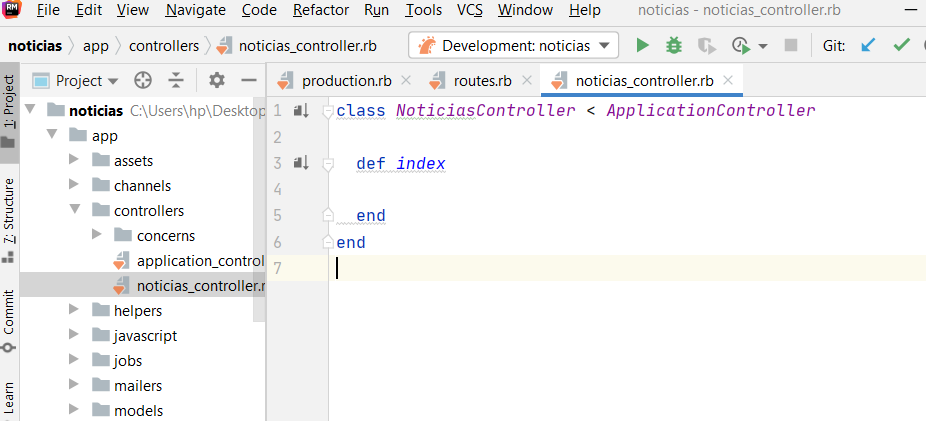 RM File Edit View Navigate Code Refactor Run Tools VCS Window Help noticias - noticias_controller.rb
noticias app controllers noticias_controller.rb Development: noticias Git:
1: Project
7: Structure
Commit
Learn
Project
noticias C:\Users\hp\Desktop
app
assets
channels
controllers
concerns
application_control
noticias_controller.r
helpers
javascript
jobs
mailers
models
production.rb routes.rb noticias_controller.rb
1 class NoticiasController < ApplicationController
2
3 def index
4
5 end
6 end
7